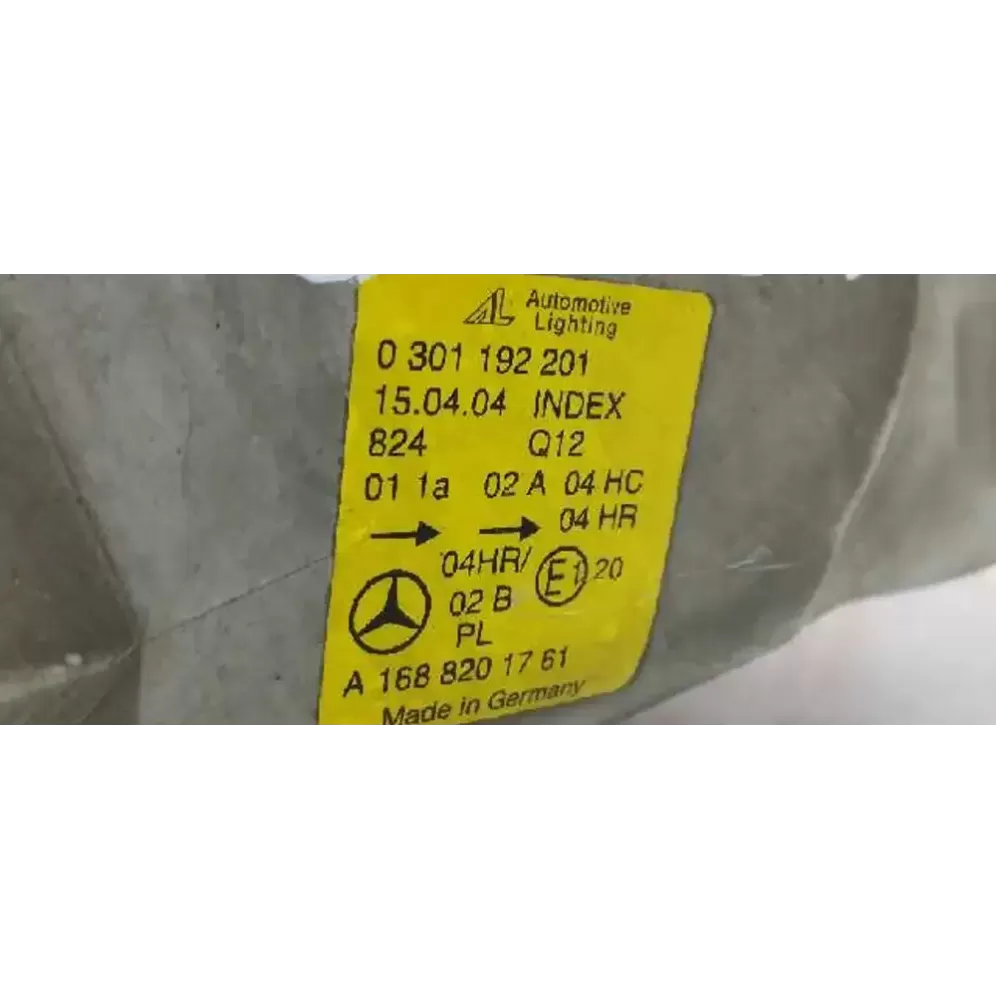 Automotive
Lighting
0 301 192 201
15.04.04 INDEX
824 Q12
01 1a 02 A 04 HC
04 HR
04HR/ E1 20
02 B
PL
A 168 820 17 61
Made in Germany